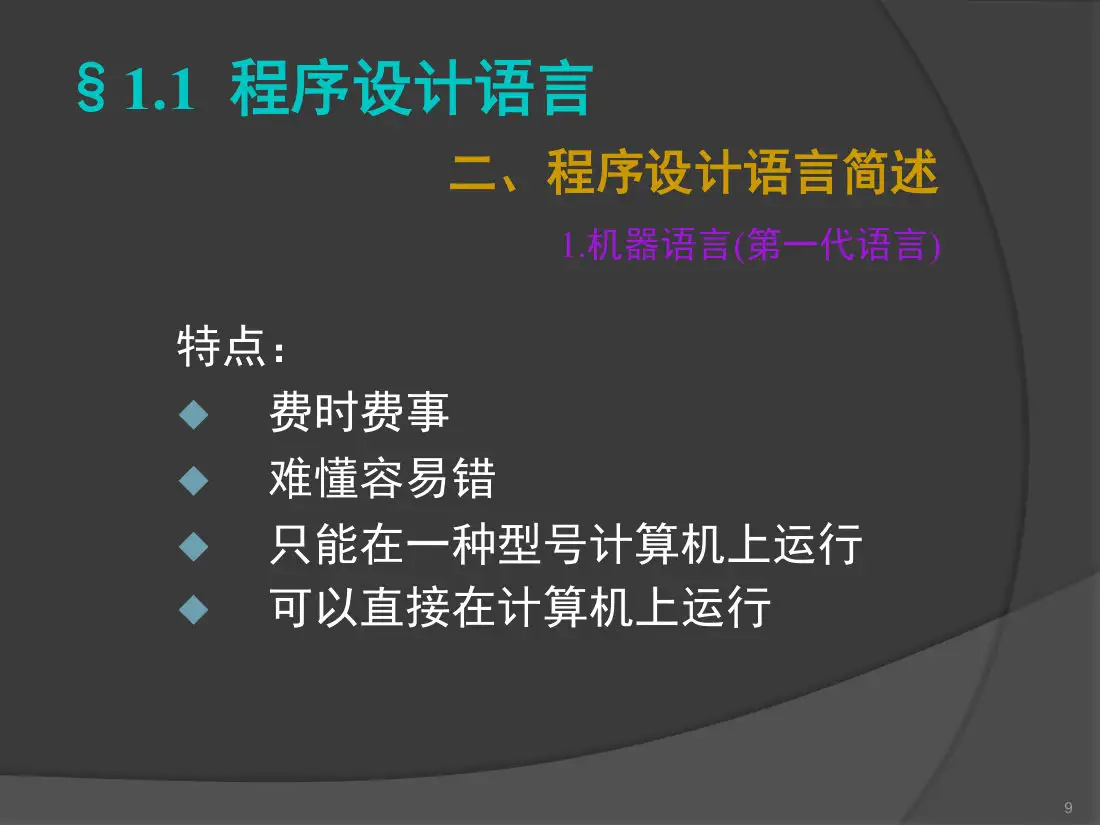 §1.1 程序设计语言
二、程序设计语言简述
1.机器语言(第一代语言)
特点：
费时费事
难懂容易错
只能在一种型号计算机上运行
可以直接在计算机上运行
9